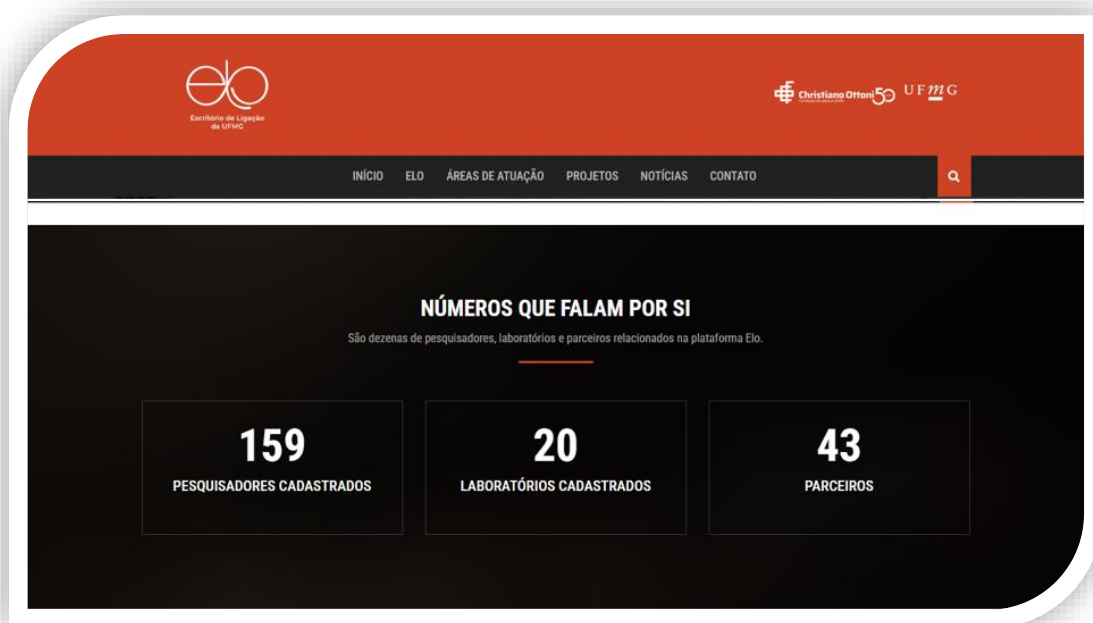 elo
Escritório de Ligação
da UFMG
Christiano Ottoni 50
UFMG
INÍCIO ELO ÁREAS DE ATUAÇÃO PROJETOS NOTÍCIAS CONTATO
NÚMEROS QUE FALAM POR SI
São dezenas de pesquisadores, laboratórios e parceiros relacionados na plataforma Elo.
159
PESQUISADORES CADASTRADOS
20
LABORATÓRIOS CADASTRADOS
43
PARCEIROS